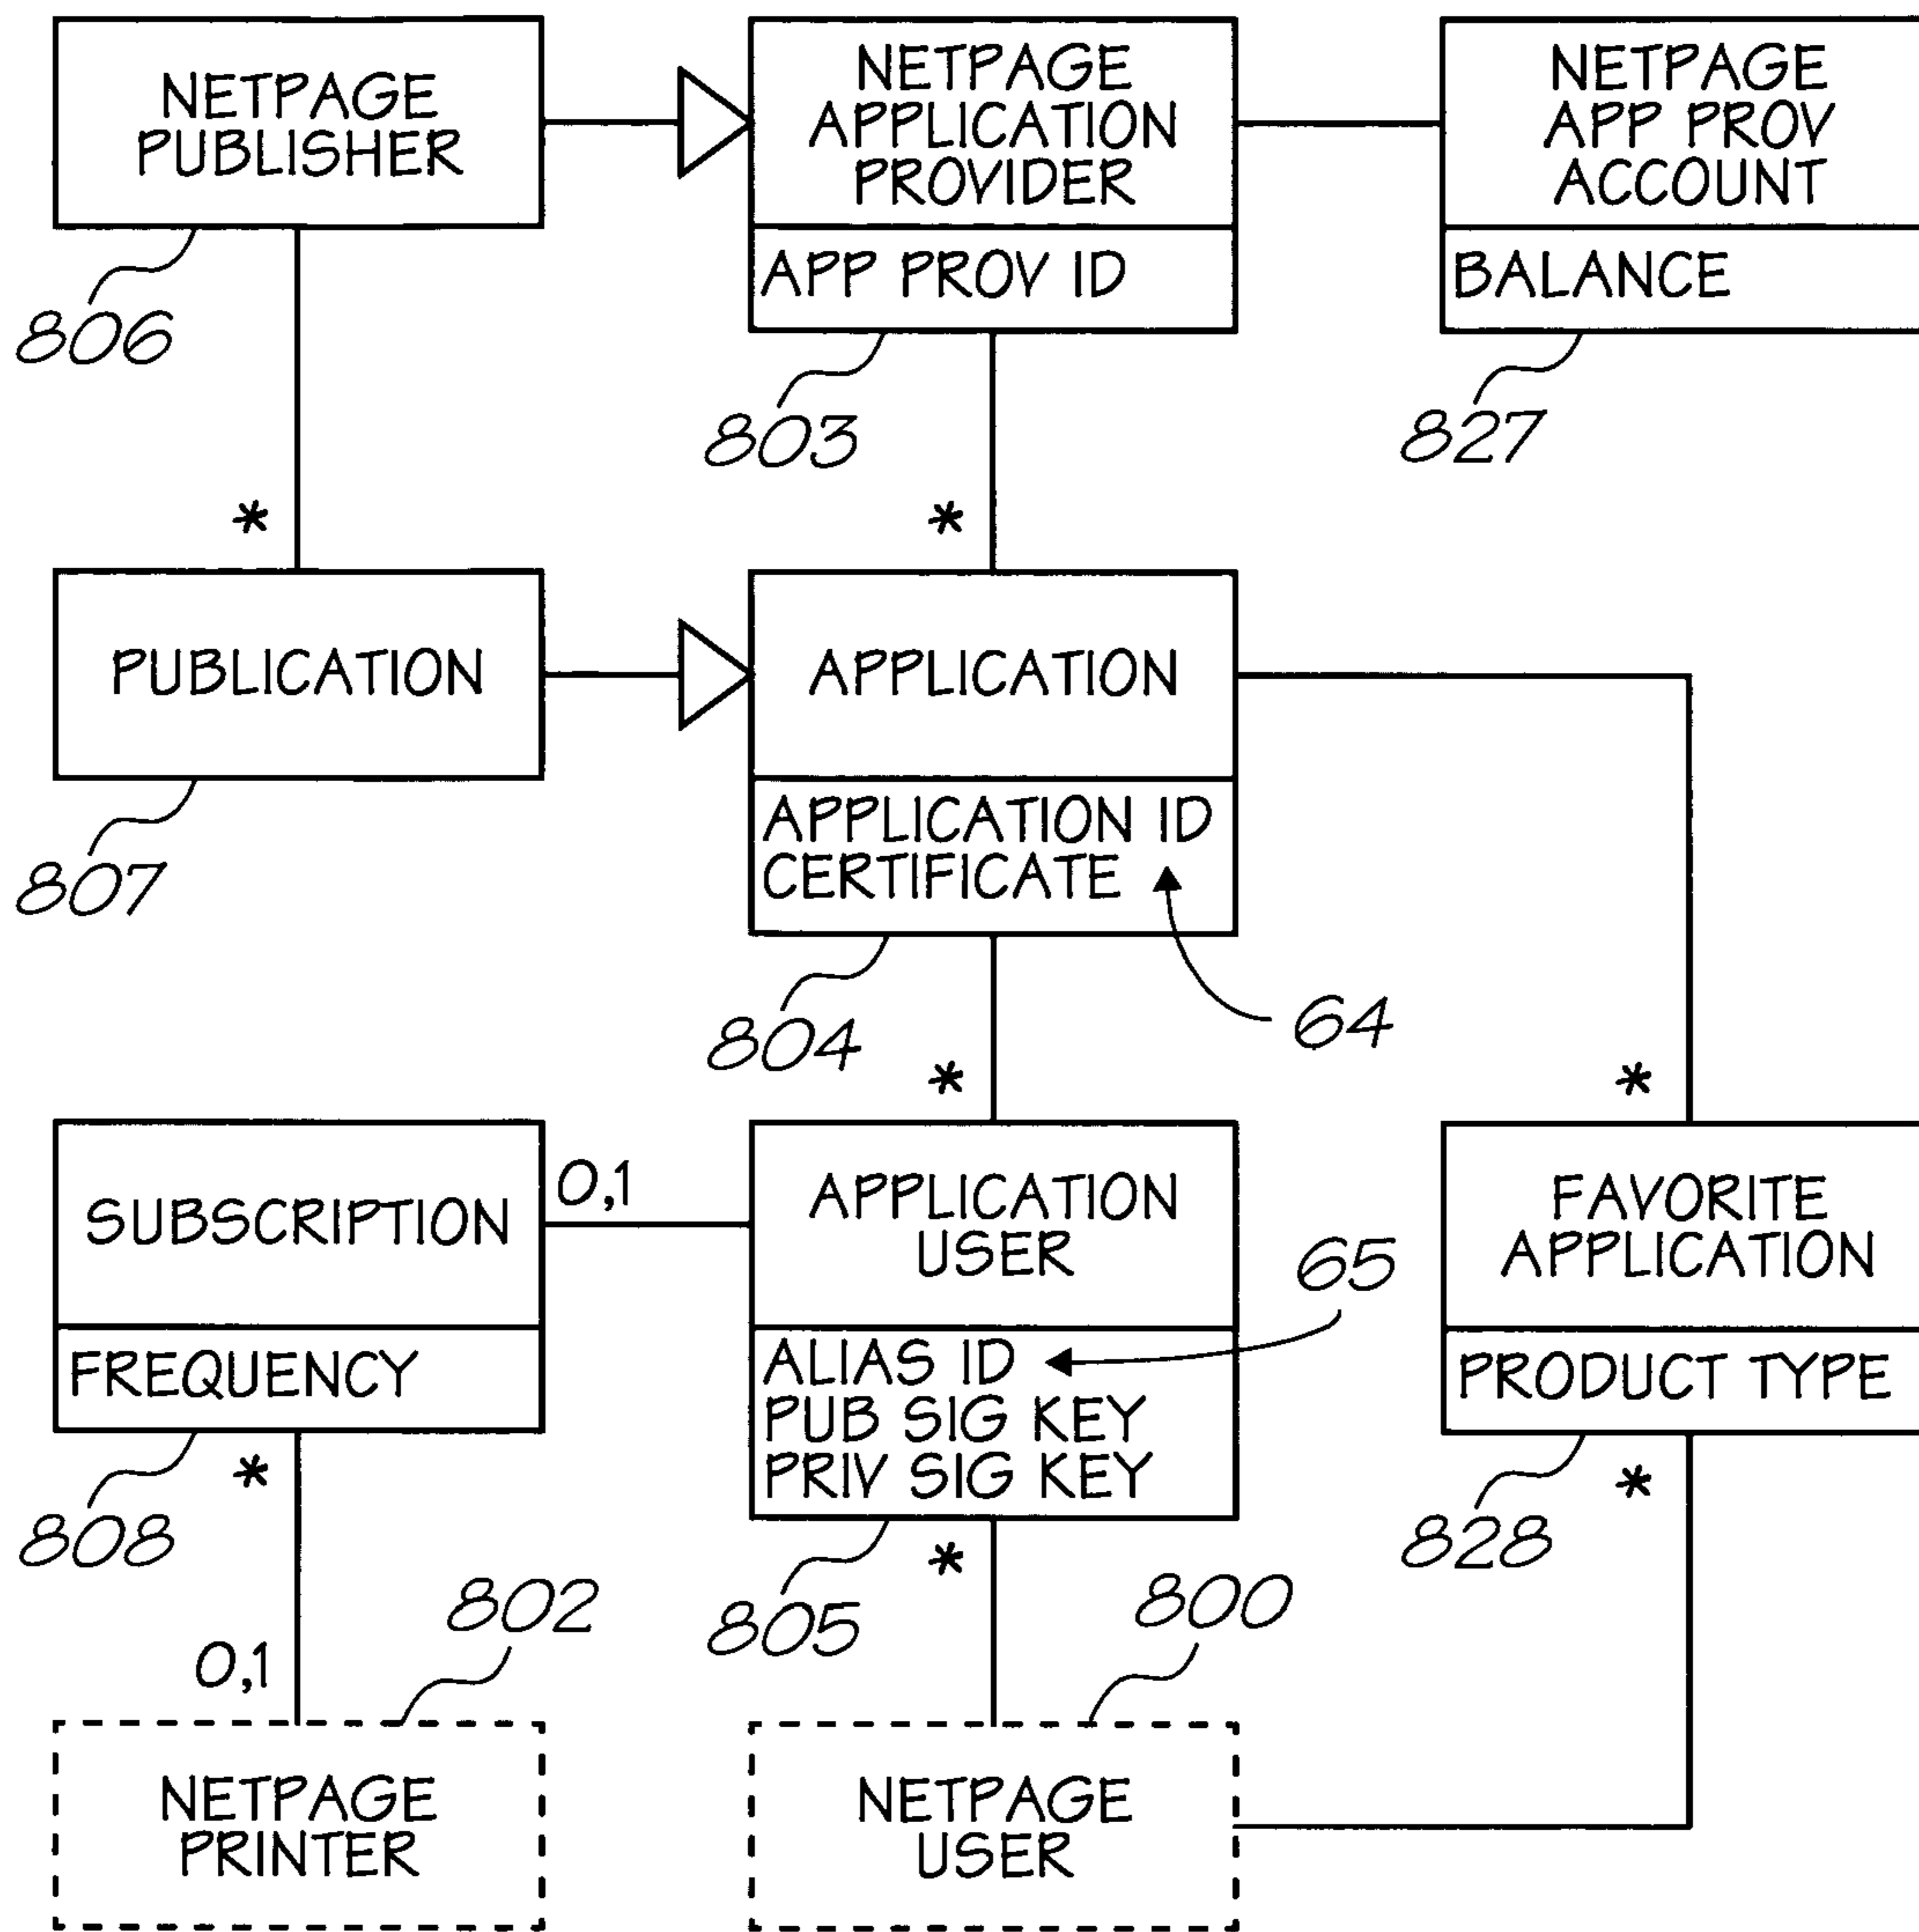 NETPAGE
PUBLISHER
806
NETPAGE
APPLICATION
PROVIDER
APP PROV ID
803
NETPAGE
APP PROV
ACCOUNT
BALANCE
827
*
*
PUBLICATION
807
APPLICATION
APPLICATION ID
CERTIFICATE
804
64
*
*
SUBSCRIPTION
FREQUENCY
808
0,1
APPLICATION
USER
ALIAS ID
PUB SIG KEY
PRIV SIG KEY
805
65
FAVORITE
APPLICATION
PRODUCT TYPE
828
*
*
*
0,1
802
800
NETPAGE
PRINTER
NETPAGE
USER